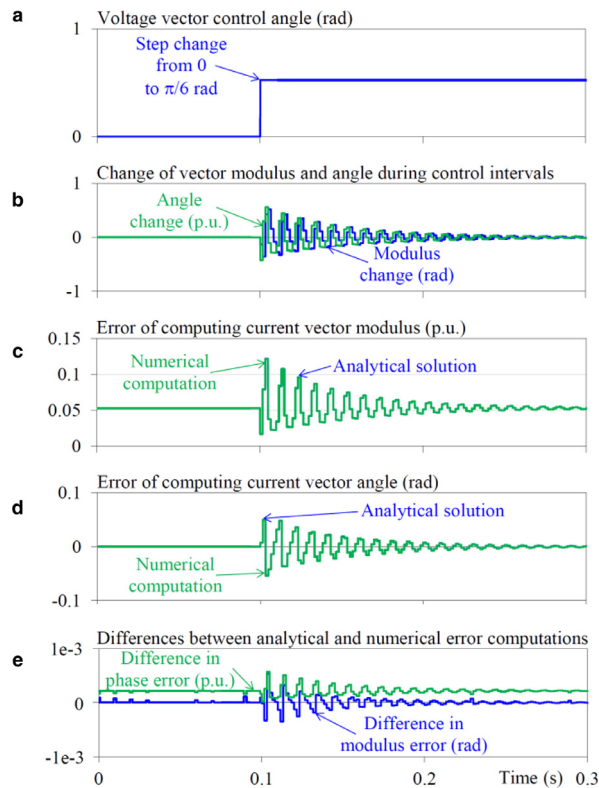 a
Voltage vector control angle (rad)
1
Step change
from 0
to π/6 rad
0
b
Change of vector modulus and angle during control intervals
1
Angle
change (p.u.)
0
Modulus
change (rad)
-1
c
Error of computing current vector modulus (p.u.)
0.15
Numerical
computation
Analytical solution
0.10
0.05
0
d
Error of computing current vector angle (rad)
0.1
Analytical solution
0
Numerical
computation
-0.1
e
Differences between analytical and numerical error computations
1e-3
Difference in
phase error (p.u.)
0
Difference in
modulus error (rad)
-1e-3
0
0.1
0.2
Time (s)
0.3